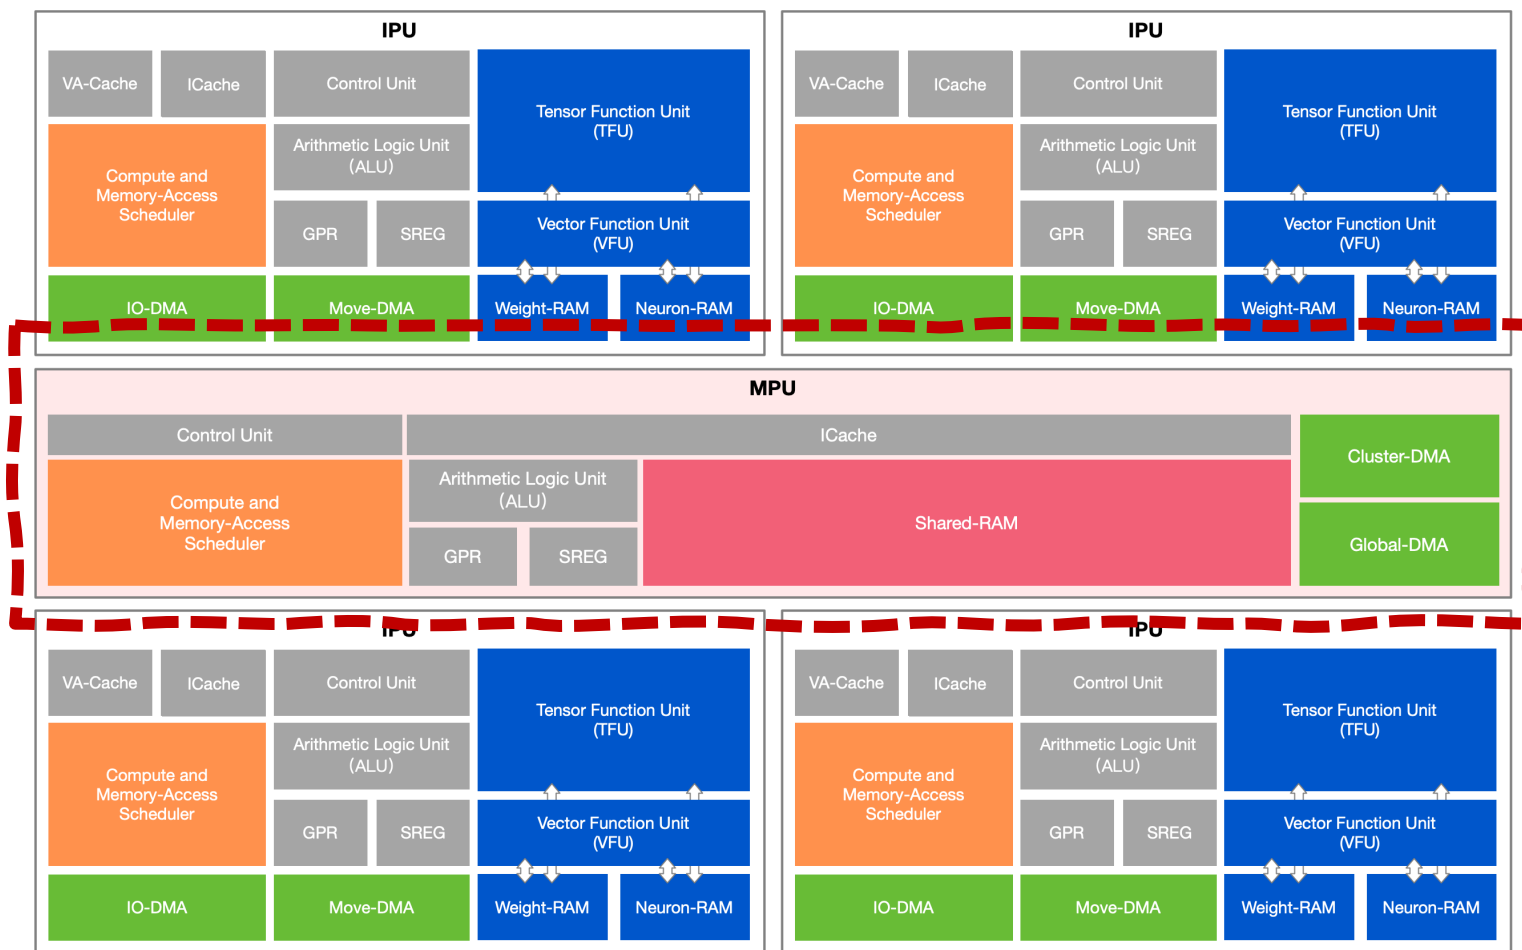 IPU
VA-Cache
ICache
Control Unit
Tensor Function Unit
(TFU)
Compute and
Memory-Access
Scheduler
Arithmetic Logic Unit
(ALU)
GPR
SREG
Vector Function Unit
(VFU)
IO-DMA
Move-DMA
Weight-RAM
Neuron-RAM
IPU
VA-Cache
ICache
Control Unit
Tensor Function Unit
(TFU)
Compute and
Memory-Access
Scheduler
Arithmetic Logic Unit
(ALU)
GPR
SREG
Vector Function Unit
(VFU)
IO-DMA
Move-DMA
Weight-RAM
Neuron-RAM
MPU
Control Unit
ICache
Cluster-DMA
Compute and
Memory-Access
Scheduler
Arithmetic Logic Unit
(ALU)
GPR
SREG
Shared-RAM
Global-DMA
IPU
VA-Cache
ICache
Control Unit
Tensor Function Unit
(TFU)
Compute and
Memory-Access
Scheduler
Arithmetic Logic Unit
(ALU)
GPR
SREG
Vector Function Unit
(VFU)
IO-DMA
Move-DMA
Weight-RAM
Neuron-RAM
IPU
VA-Cache
ICache
Control Unit
Tensor Function Unit
(TFU)
Compute and
Memory-Access
Scheduler
Arithmetic Logic Unit
(ALU)
GPR
SREG
Vector Function Unit
(VFU)
IO-DMA
Move-DMA
Weight-RAM
Neuron-RAM